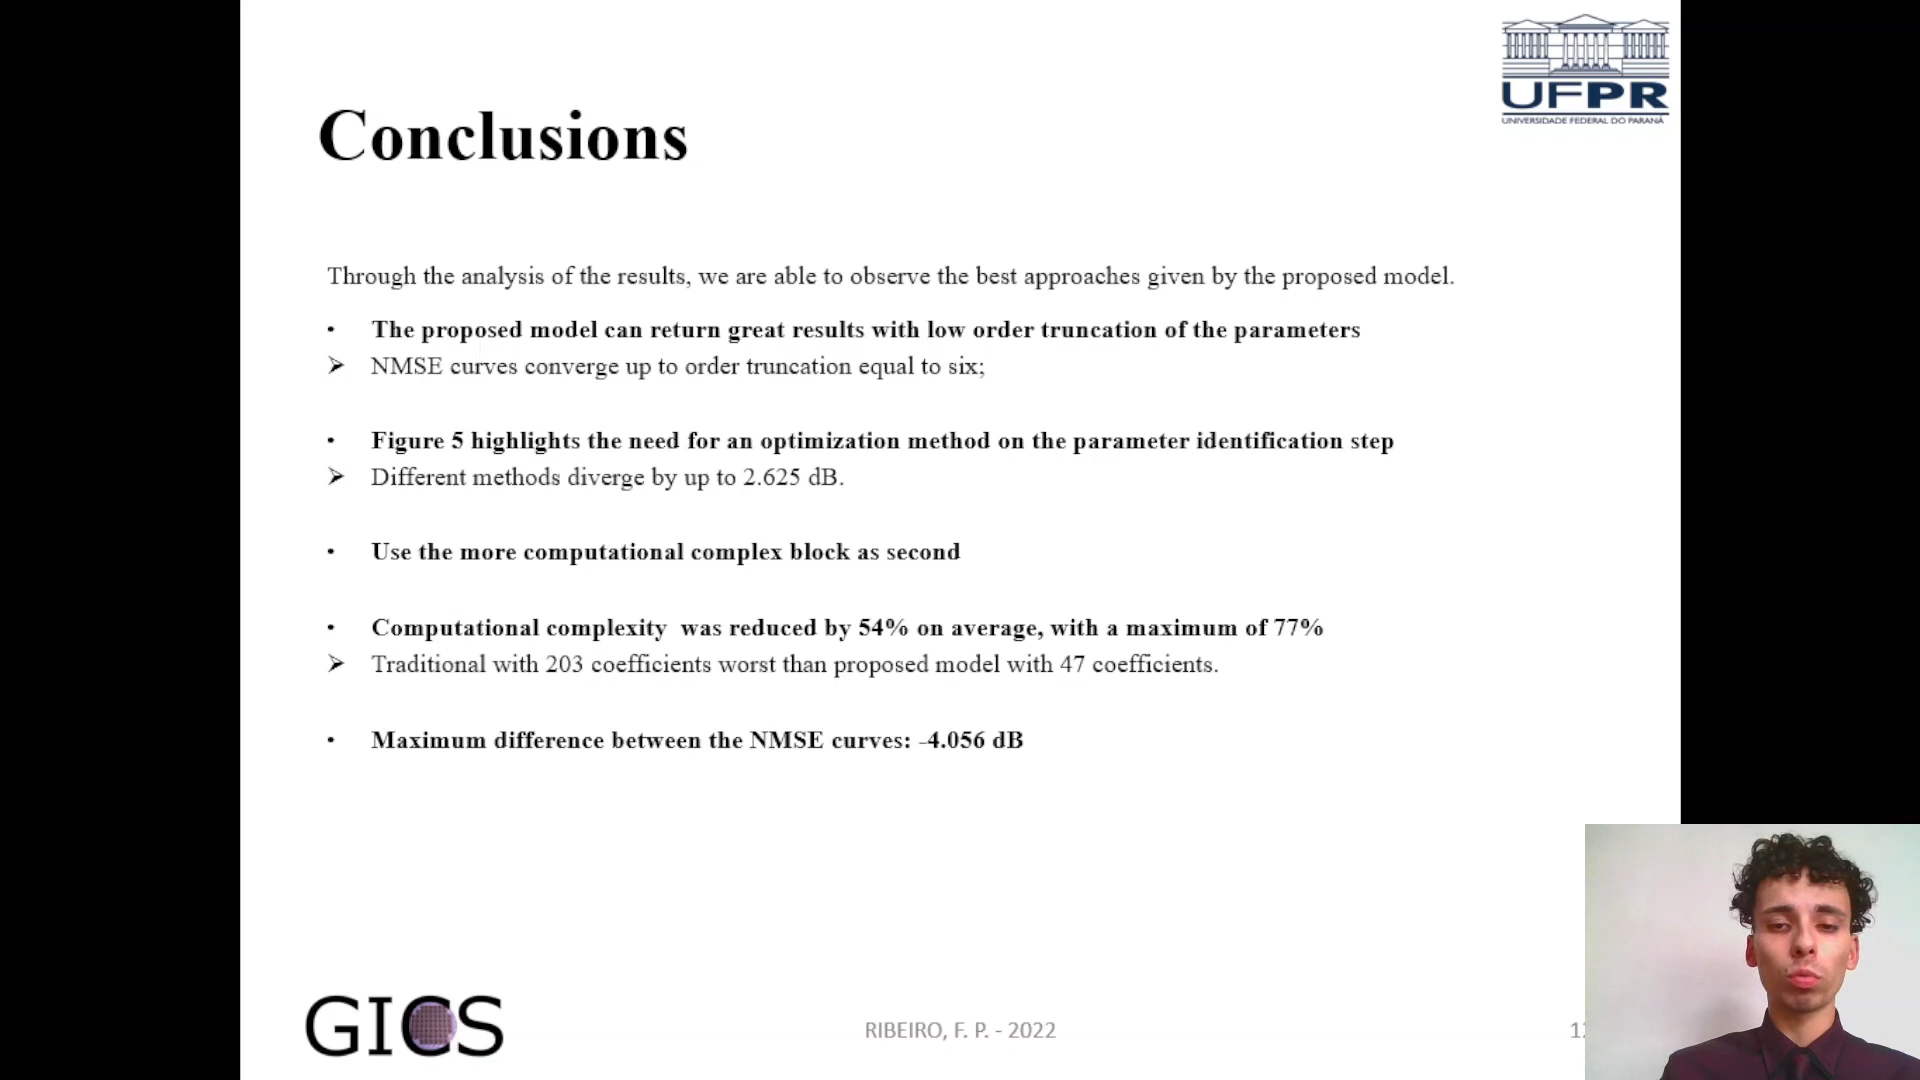 UFPR
UNIVERSIDADE FEDERAL DO PARANÁ
Conclusions
Through the analysis of the results, we are able to observe the best approaches given by the proposed model.
• The proposed model can return great results with low order truncation of the parameters
➢ NMSE curves converge up to order truncation equal to six;
• Figure 5 highlights the need for an optimization method on the parameter identification step
➢ Different methods diverge by up to 2.625 dB.
• Use the more computational complex block as second
• Computational complexity was reduced by 54% on average, with a maximum of 77%
➢ Traditional with 203 coefficients worst than proposed model with 47 coefficients.
• Maximum difference between the NMSE curves: -4.056 dB
GICS
RIBEIRO, F. P. - 2022